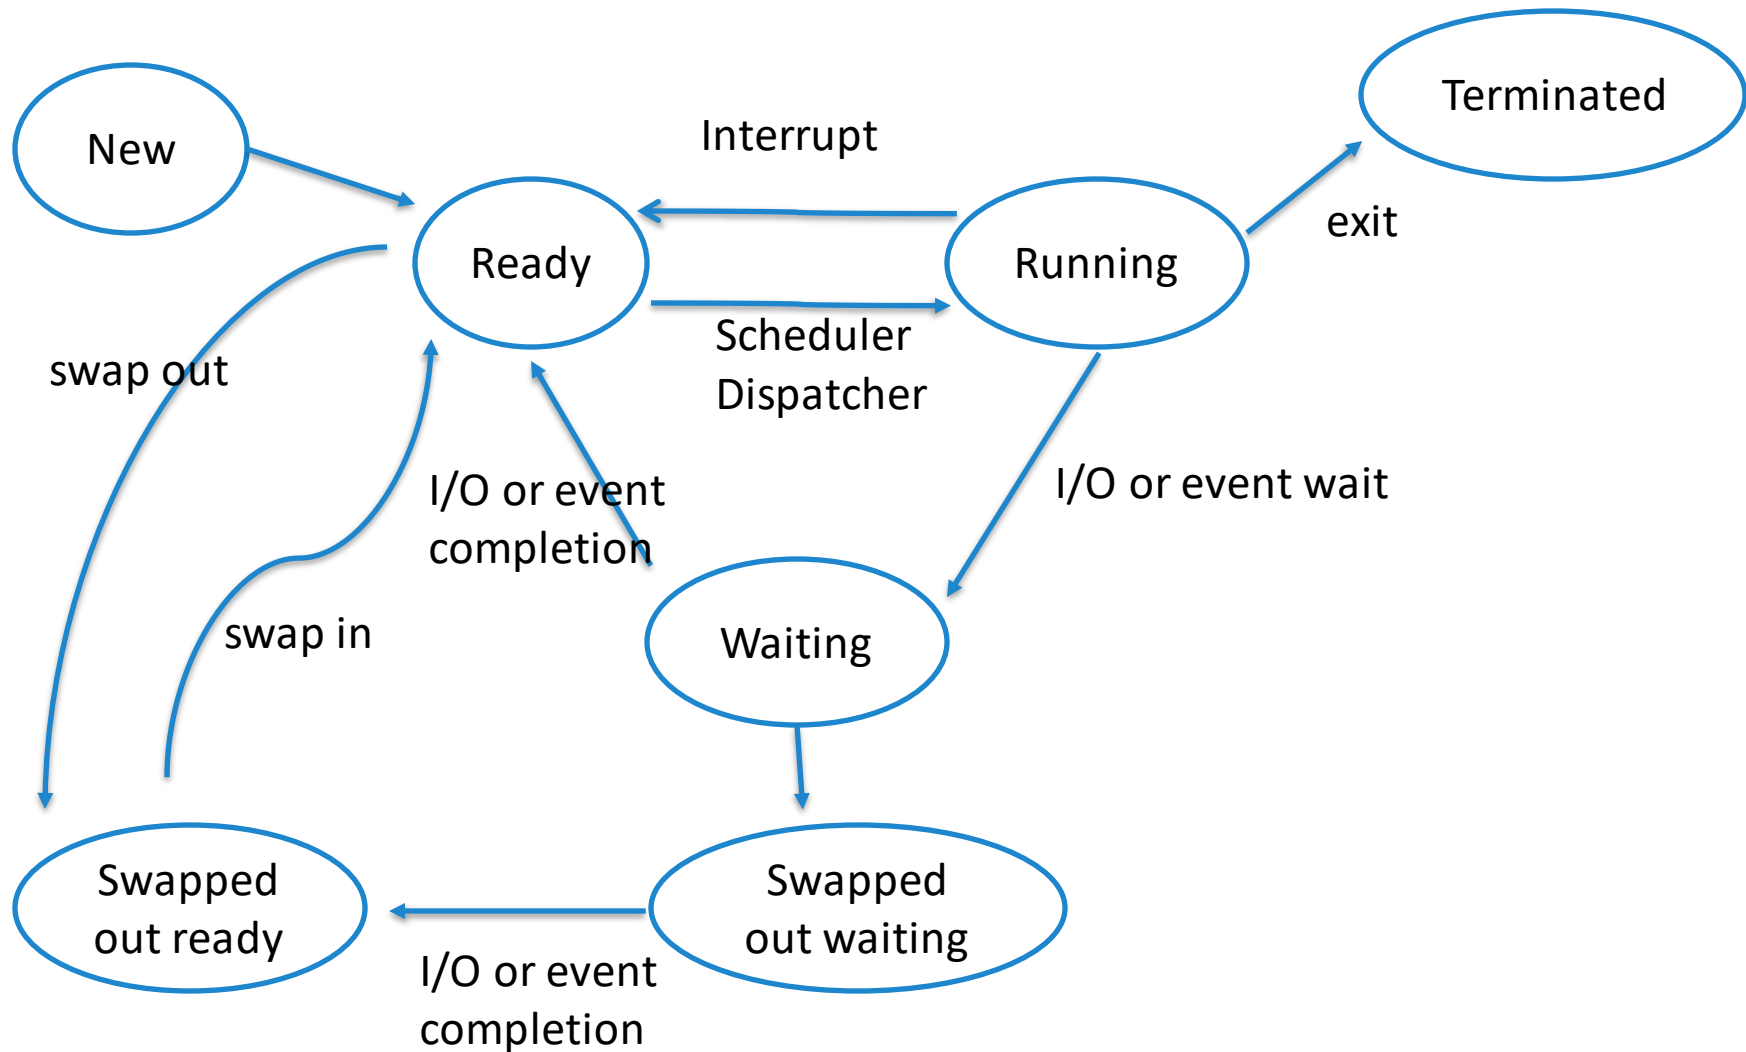 New
Interrupt
Terminated
Ready
Running
exit
swap out
Scheduler
Dispatcher
I/O or event
completion
I/O or event wait
swap in
Waiting
Swapped
out ready
Swapped
out waiting
I/O or event
completion